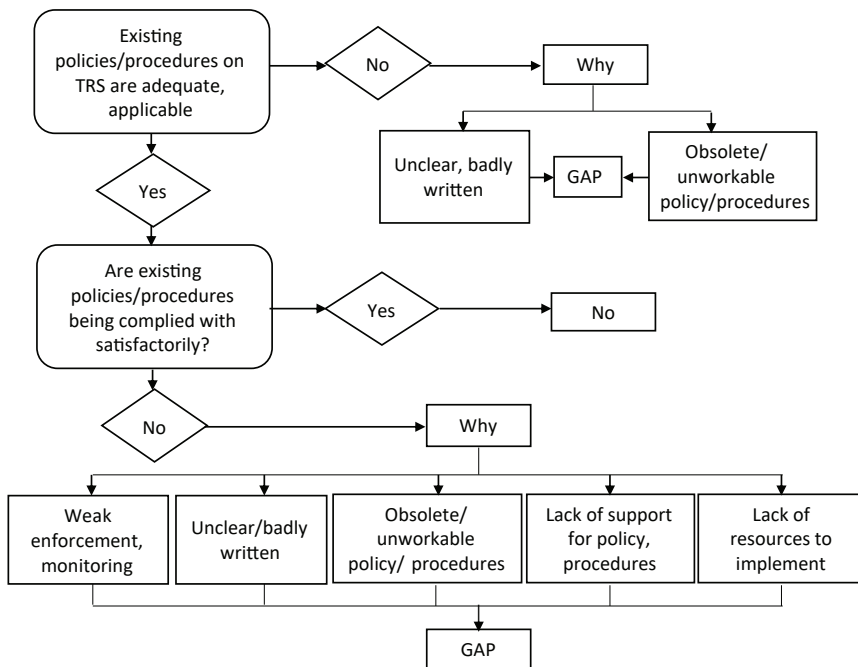 Existing
policies/procedures on
TRS are adequate,
applicable
No
Why
Unclear, badly
written
GAP
Obsolete/
unworkable
policy/procedures
Yes
Are existing
policies/procedures
being complied with
satisfactorily?
Yes
No
No
Why
Weak
enforcement,
monitoring
Unclear/badly
written
Obsolete/
unworkable
policy/ procedures
Lack of support
for policy,
procedures
Lack of
resources to
implement
GAP